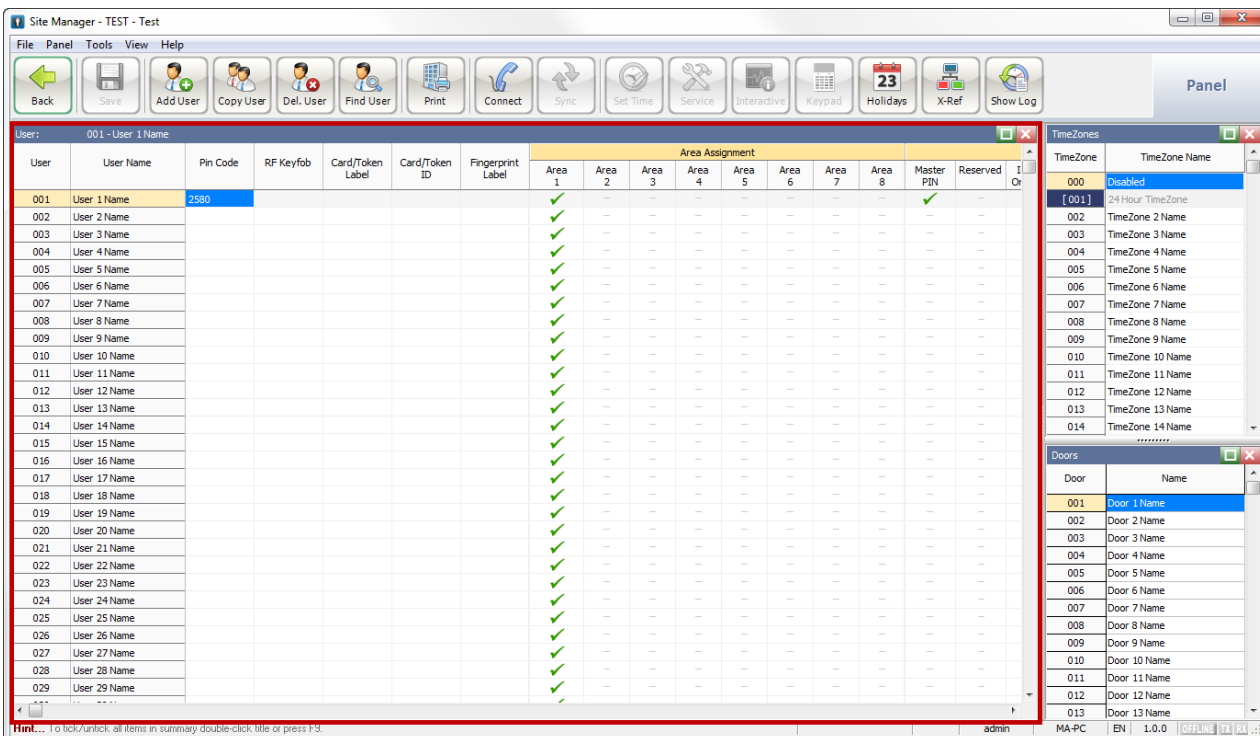 Site Manager - TEST - Test
File Panel Tools View Help
Back Save Add User Copy User Del. User Find User Print Connect Sync Set Time Service Interactive Keypad 23 Holidays X-Ref Show Log Panel
User: 001 - User 1 Name
User User Name Pin Code RF Keyfob Card/Token Label Card/Token ID Fingerprint Label Area Assignment
Area 1 Area 2 Area 3 Area 4 Area 5 Area 6 Area 7 Area 8 Master PIN Reserved
001 User 1 Name 2580
002 User 2 Name
003 User 3 Name
004 User 4 Name
005 User 5 Name
006 User 6 Name
007 User 7 Name
008 User 8 Name
009 User 9 Name
010 User 10 Name
011 User 11 Name
012 User 12 Name
013 User 13 Name
014 User 14 Name
015 User 15 Name
016 User 16 Name
017 User 17 Name
018 User 18 Name
019 User 19 Name
020 User 20 Name
021 User 21 Name
022 User 22 Name
023 User 23 Name
024 User 24 Name
025 User 25 Name
026 User 26 Name
027 User 27 Name
028 User 28 Name
029 User 29 Name
TimeZones
TimeZone TimeZone Name
000 Disabled
[001] 24 Hour TimeZone
002 TimeZone 2 Name
003 TimeZone 3 Name
004 TimeZone 4 Name
005 TimeZone 5 Name
006 TimeZone 6 Name
007 TimeZone 7 Name
008 TimeZone 8 Name
009 TimeZone 9 Name
010 TimeZone 10 Name
011 TimeZone 11 Name
012 TimeZone 12 Name
013 TimeZone 13 Name
014 TimeZone 14 Name
Doors
Door Name
001 Door 1 Name
002 Door 2 Name
003 Door 3 Name
004 Door 4 Name
005 Door 5 Name
006 Door 6 Name
007 Door 7 Name
008 Door 8 Name
009 Door 9 Name
010 Door 10 Name
011 Door 11 Name
012 Door 12 Name
013 Door 13 Name
Hint... To tick/untick all items in summary double-click title or press F9.
admin MA-PC EN 1.0.0 OFFLINE TX RX